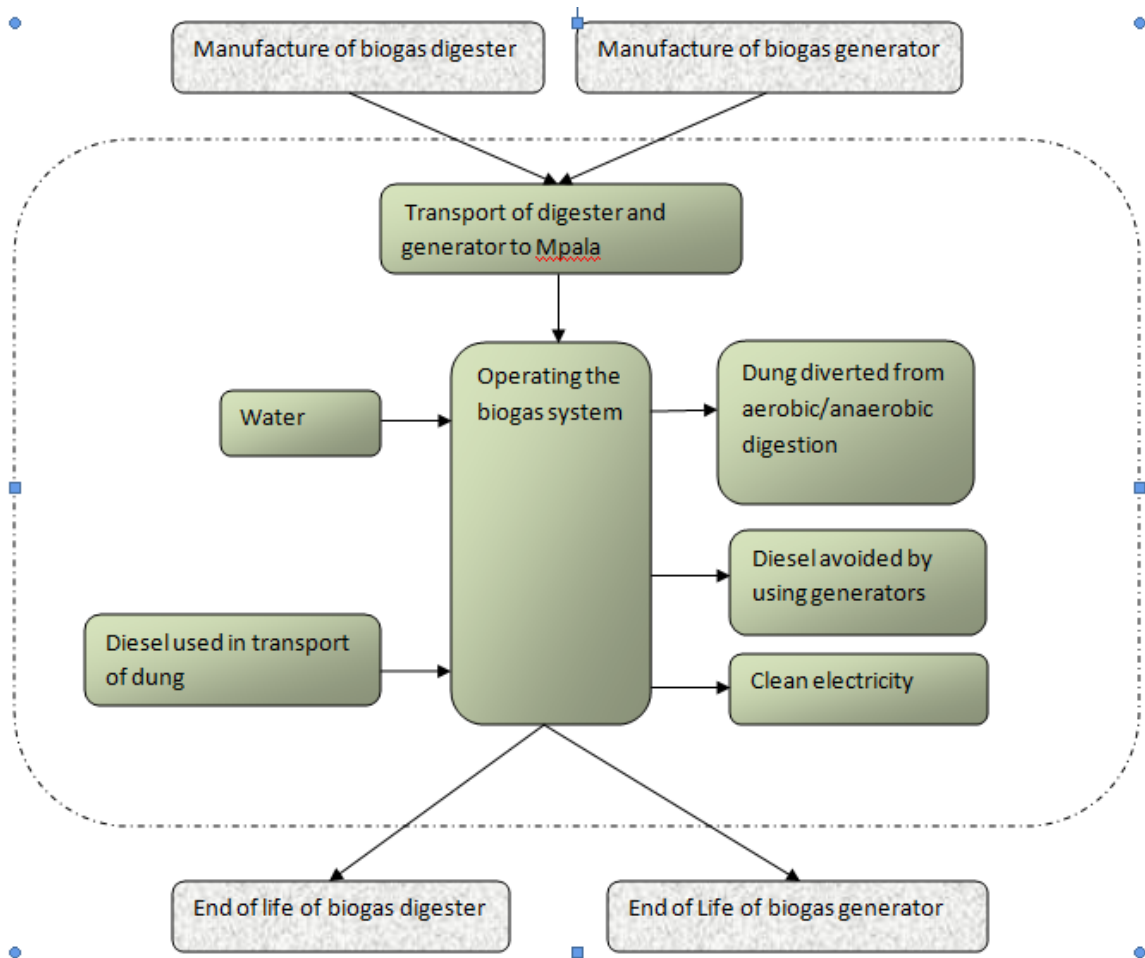 Manufacture of biogas digester
Manufacture of biogas generator
Transport of digester and
generator to Mpala
Operating the
biogas system
Water
Dung diverted from
aerobic/anaerobic
digestion
Diesel avoided by
using generators
Diesel used in transport
of dung
Clean electricity
End of life of biogas digester
End of Life of biogas generator